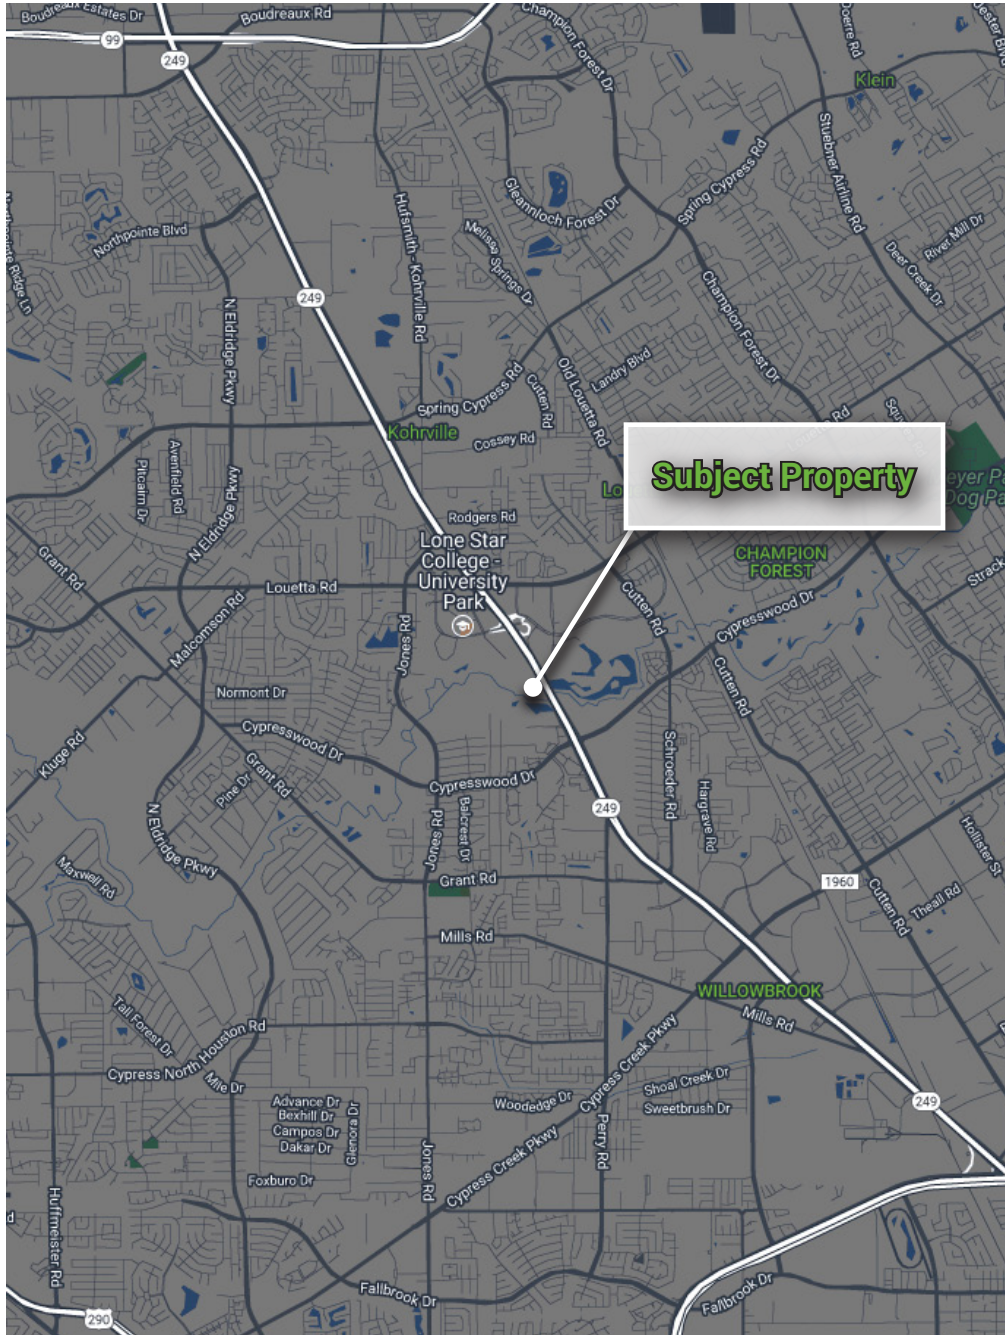 Boudreaux Estates Dr
Boudreaux Rd
99
249
Champion Forest Dr
Doerre Rd
Klein
Stuebner Airline Rd
Spring Cypress Rd
Gleannloch Forest Dr
Hufsmith - Kohrville Rd
Melissa Springs Dr
Northpointe Blvd
Ridge Ln
River Mill Dr
Deer Creek Dr
249
N Eldridge Pkwy
Champion Forest Dr
Landry Blvd
Old Louetta Rd
Cutten Rd
Spring Cypress Rd
Kohrville
Cossey Rd
Avenfield Rd
Pitcairn Dr
N Eldridge Pkwy
Subject Property
Dog Pa
Rodgers Rd
Lone Star
College -
University
Park
CHAMPION
FOREST
Strack
Grant Rd
Louetta Rd
Malcomson Rd
Jones Rd
Cutten Rd
Cypresswood Dr
Normont Dr
Cutten Rd
Cypresswood Dr
Kluge Rd
Grant Rd
Pine Dr
Cypresswood Dr
Schroeder Rd
Hargrave Rd
249
Jones Rd
Balcrest Dr
N Eldridge Pkwy
Maxwell Rd
Grant Rd
1960
Hollister St
Theall Rd
Cutten Rd
Mills Rd
WILLOWBROOK
Mills Rd
Tall Forest Dr
Cypress North Houston Rd
Mile Dr
Cypress Creek Pkwy
Shoal Creek Dr
Sweetbrush Dr
Woodedge Dr
249
Advance Dr
Bexhill Dr
Campos Dr
Dakar Dr
Glenora Dr
Perry Rd
Jones Rd
Cypress Creek Pkwy
Foxburo Dr
Huffmeister Rd
Fallbrook Dr
Fallbrook Dr
290